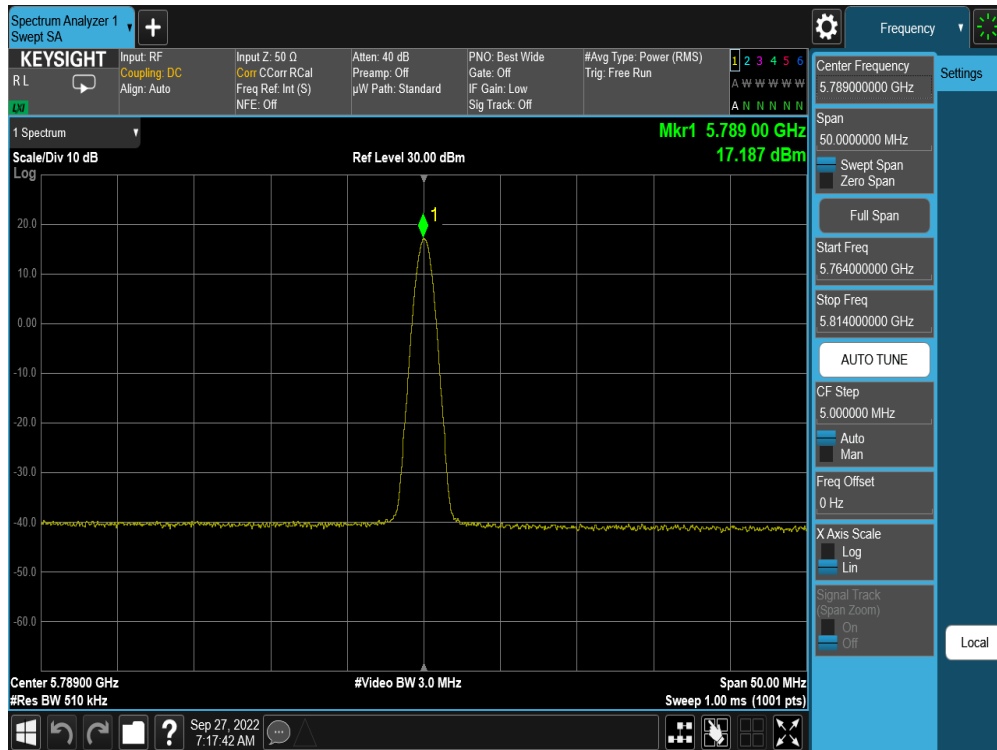 Spectrum Analyzer 1
Swept SA
+
Frequency
KEYSIGHT
R L
LXI
Input: RF
Coupling: DC
Align: Auto
Input Z: 50 Ω
Corr CCorr RCal
Freq Ref: Int (S)
NFE: Off
Atten: 40 dB
Preamp: Off
µW Path: Standard
PNO: Best Wide
Gate: Off
IF Gain: Low
Sig Track: Off
#Avg Type: Power (RMS)
Trig: Free Run
1 2 3 4 5 6
A W W W W W
A N N N N N
1 Spectrum
Scale/Div 10 dB
Log
Ref Level 30.00 dBm
Mkr1 5.789 00 GHz
17.187 dBm
1
20.0
10.0
0.00
-10.0
-20.0
-30.0
-40.0
-50.0
-60.0
Center 5.78900 GHz
#Res BW 510 kHz
#Video BW 3.0 MHz
Span 50.00 MHz
Sweep 1.00 ms (1001 pts)
Center Frequency
5.789000000 GHz
Span
50.0000000 MHz
Swept Span
Zero Span
Full Span
Start Freq
5.764000000 GHz
Stop Freq
5.814000000 GHz
AUTO TUNE
CF Step
5.000000 MHz
Auto
Man
Freq Offset
0 Hz
X Axis Scale
Log
Lin
Signal Track
(Span Zoom)
On
Off
Settings
Local
?
Sep 27, 2022
7:17:42 AM